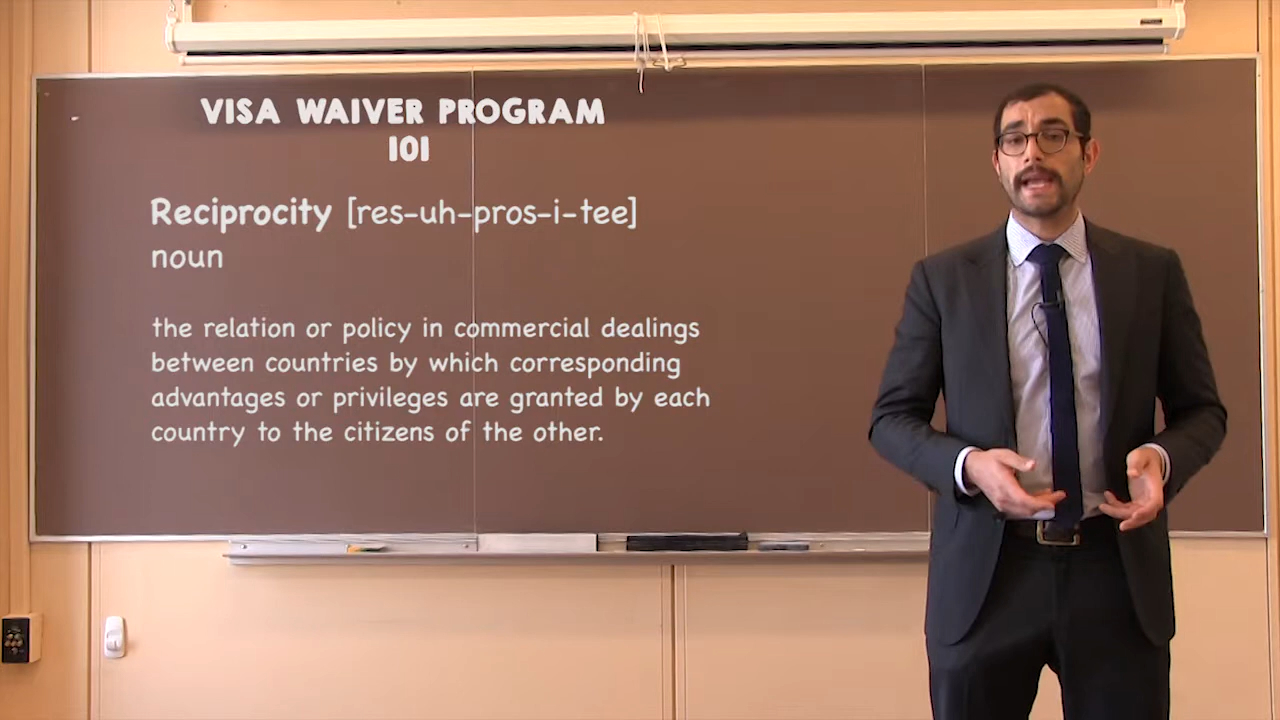 VISA WAIVER PROGRAM
101
Reciprocity [res-uh-pros-i-tee]
noun
the relation or policy in commercial dealings
between countries by which corresponding
advantages or privileges are granted by each
country to the citizens of the other.